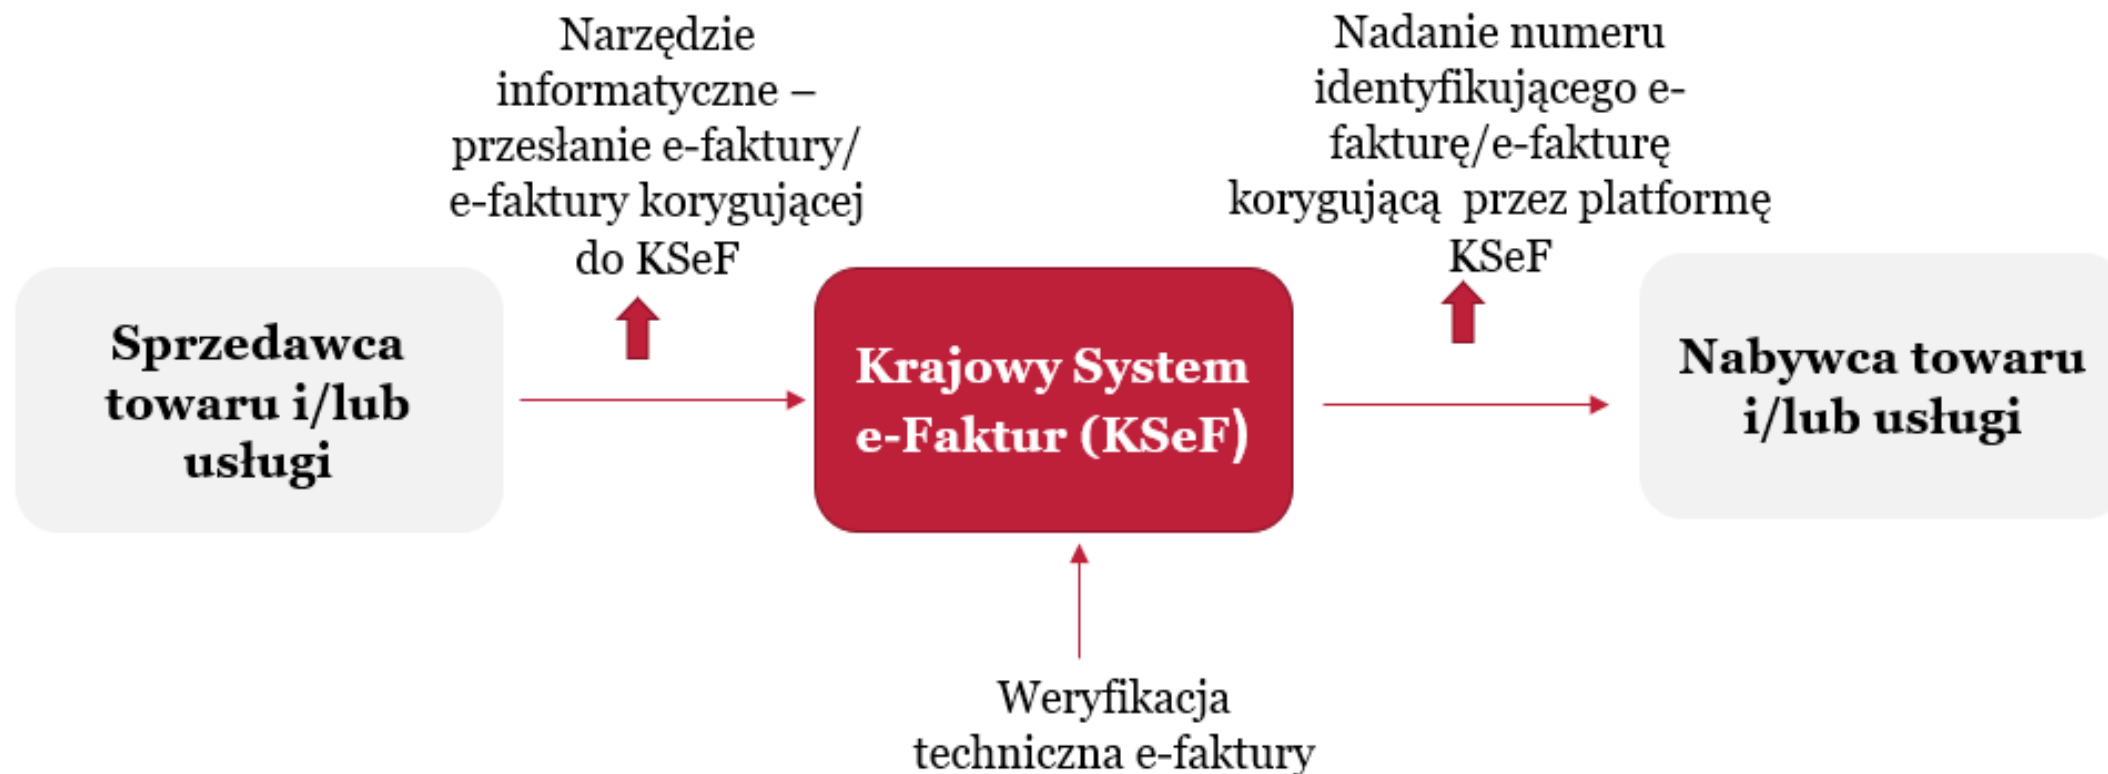 Narzędzie
informatyczne –
przesłanie e-faktury/
e-faktury korygującej
do KSeF
Nadanie numeru
identyfikującego e-
fakturę/e-fakturę
korygującą  przez platformę
KSeF
Sprzedawca
towaru i/lub
usługi
Krajowy System
e-Faktur (KSeF)
Nabywca towaru
i/lub usługi
Weryfikacja
techniczna e-faktury